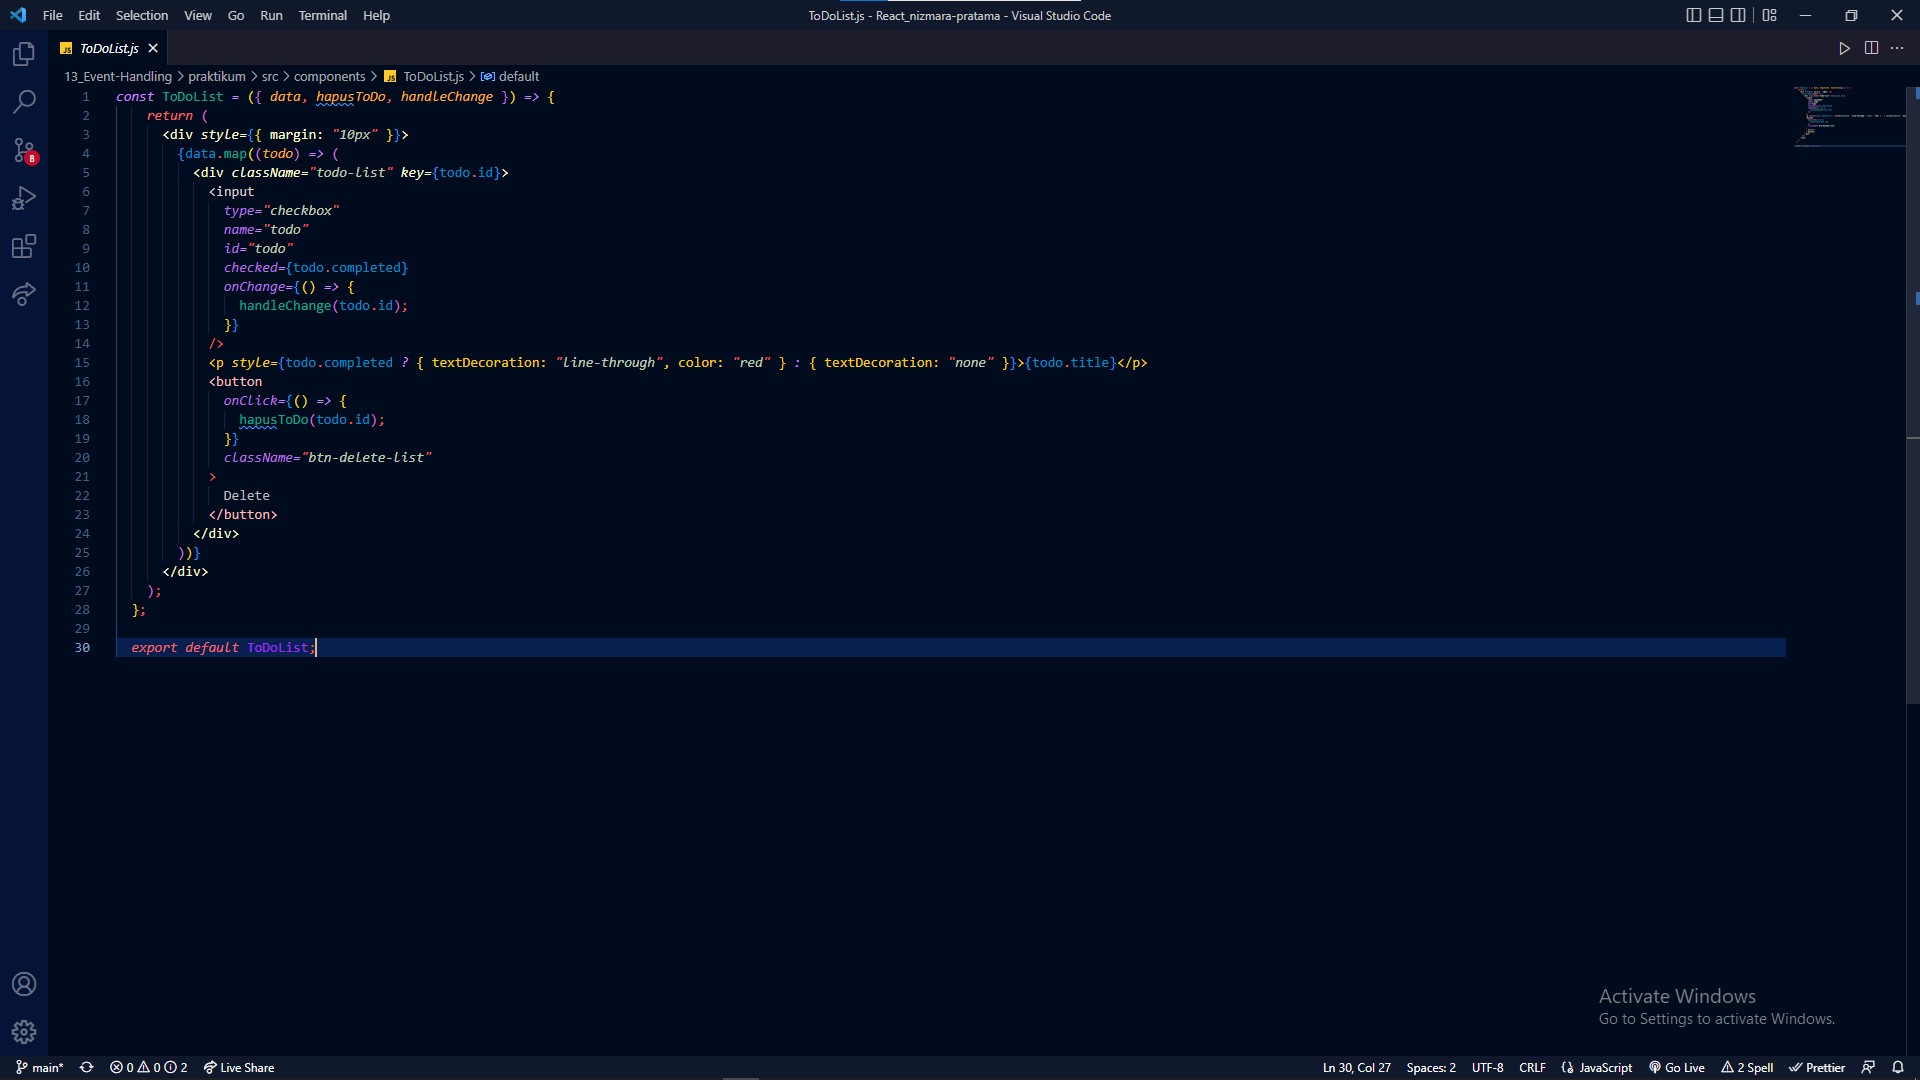 File Edit Selection View Go Run Terminal Help
ToDoList.js - React_nizmara-pratama - Visual Studio Code
JS ToDoList.js
13_Event-Handling > praktikum > src > components > JS ToDoList.js > default
8
1 const ToDoList = ({ data, hapusToDo, handleChange }) => {
2 return (
3 <div style={{ margin: "10px" }}>
4 {data.map((todo) => (
5 <div className="todo-list" key={todo.id}>
6 <input
7 type="checkbox"
8 name="todo"
9 id="todo"
10 checked={todo.completed}
11 onChange={() => {
12 handleChange(todo.id);
13 }}
14 />
15 <p style={todo.completed ? { textDecoration: "line-through", color: "red" } : { textDecoration: "none" }}>{todo.title}</p>
16 <button
17 onClick={() => {
18 hapusToDo(todo.id);
19 }}
20 className="btn-delete-list"
21 >
22 Delete
23 </button>
24 </div>
25 ))}
26 </div>
27 );
28 };
29
30 export default ToDoList;
Activate Windows
Go to Settings to activate Windows.
main* 0 0 2 Live Share
Ln 30, Col 27 Spaces: 2 UTF-8 CRLF JavaScript Go Live 2 Spell Prettier